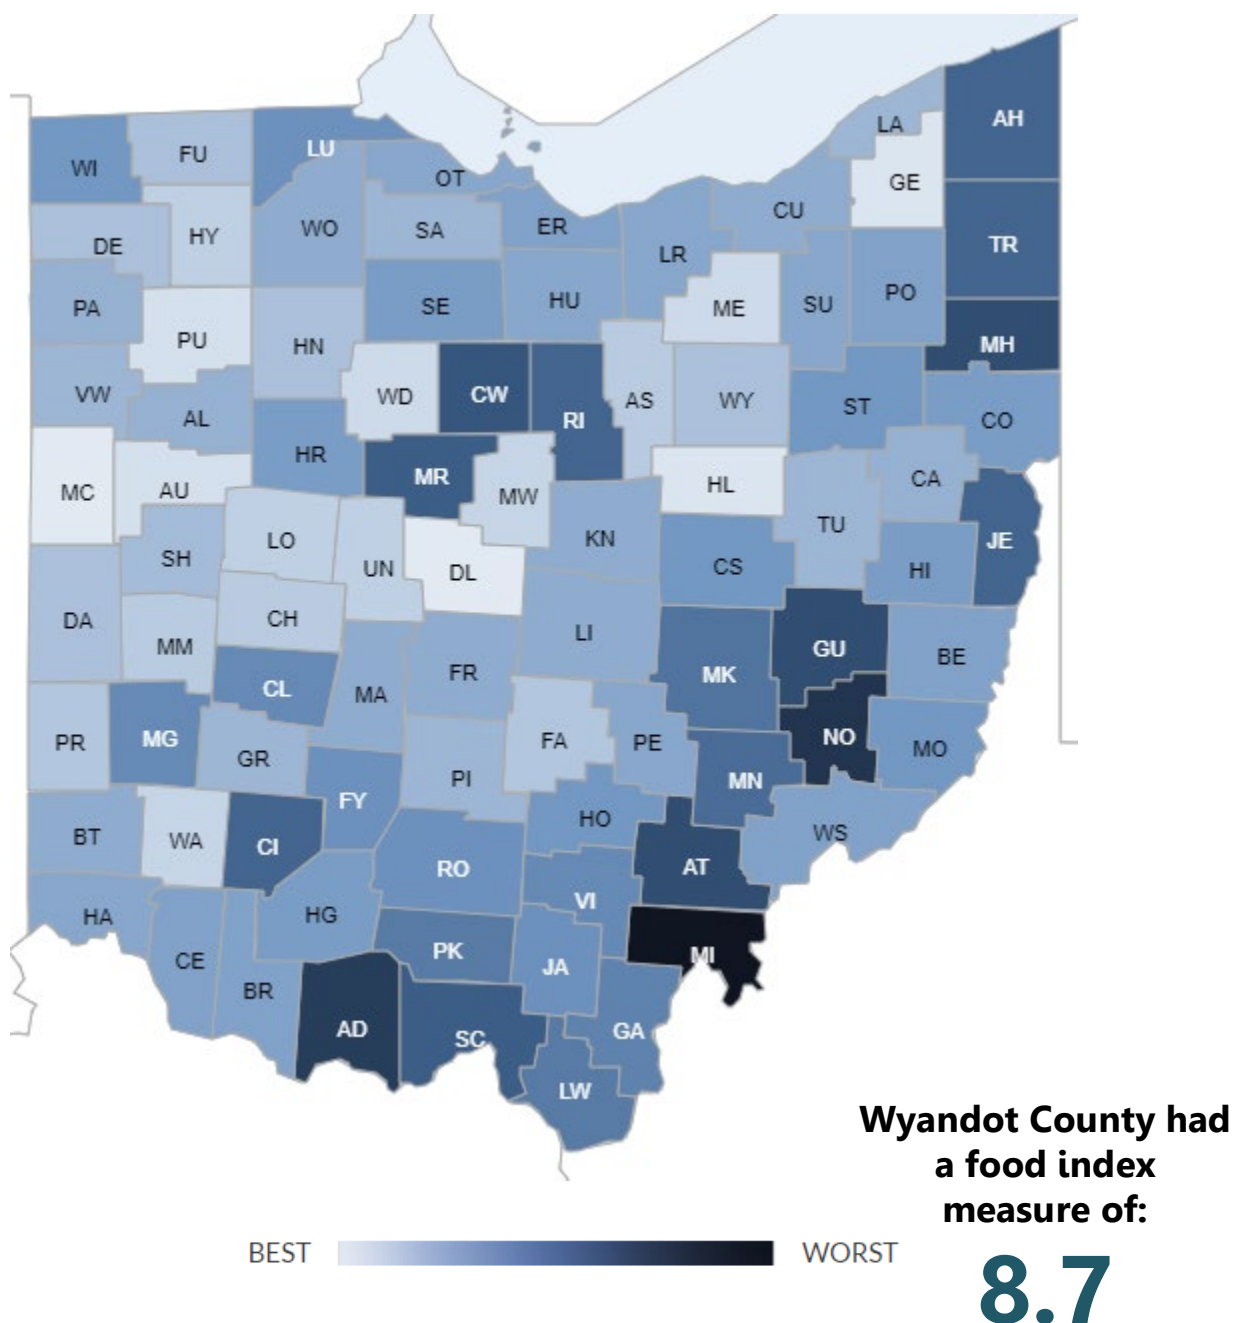 AH
LA
LU
FU
WI
OT
GE
CU
ER
WO
SA
HY
DE
TR
LR
PO
HU
SU
SE
PA
ME
PU
MH
HN
CW
VW
WD
AS
WY
ST
AL
RI
CO
HR
MR
CA
HL
AU
MC
MW
TU
KN
LO
JE
SH
CS
UN
DL
HI
CH
DA
LI
MM
GU
BE
FR
MK
CL
MA
NO
MG
PR
FA
PE
MO
GR
PI
MN
FY
HO
WS
BT
WA
CI
AT
RO
VI
HA
HG
PK
MI
CE
JA
BR
AD
GA
SC
LW
Wyandot County had
a food index
measure of:
8.7
BEST
WORST